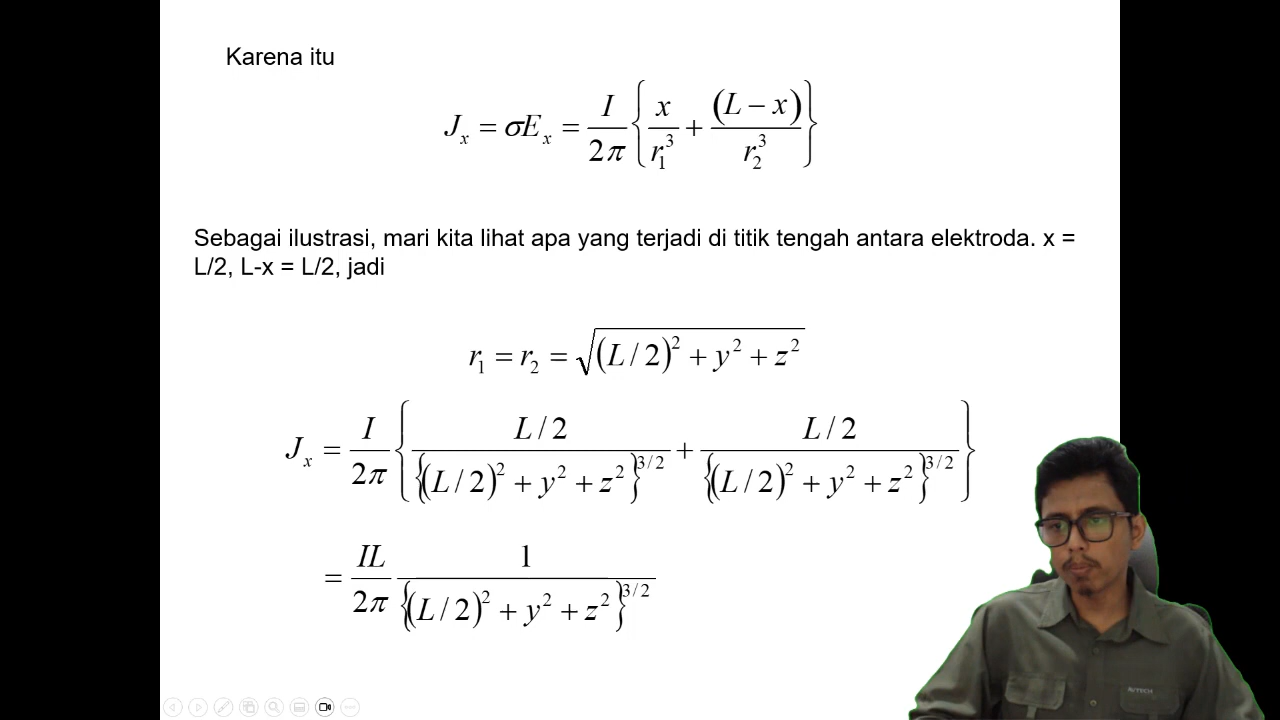 Karena itu
J_x = σE_x = I/2π {x/r_1^3 + (L − x)/r_2^3}
Sebagai ilustrasi, mari kita lihat apa yang terjadi di titik tengah antara elektroda. x =
L/2, L-x = L/2, jadi
r_1 = r_2 = √((L/2)^2 + y^2 + z^2)
J_x = I/2π {L/2 / {(L/2)^2 + y^2 + z^2}^{3/2} + L/2 / {(L/2)^2 + y^2 + z^2}^{3/2}}
= IL/2π 1/{(L/2)^2 + y^2 + z^2}^{3/2}